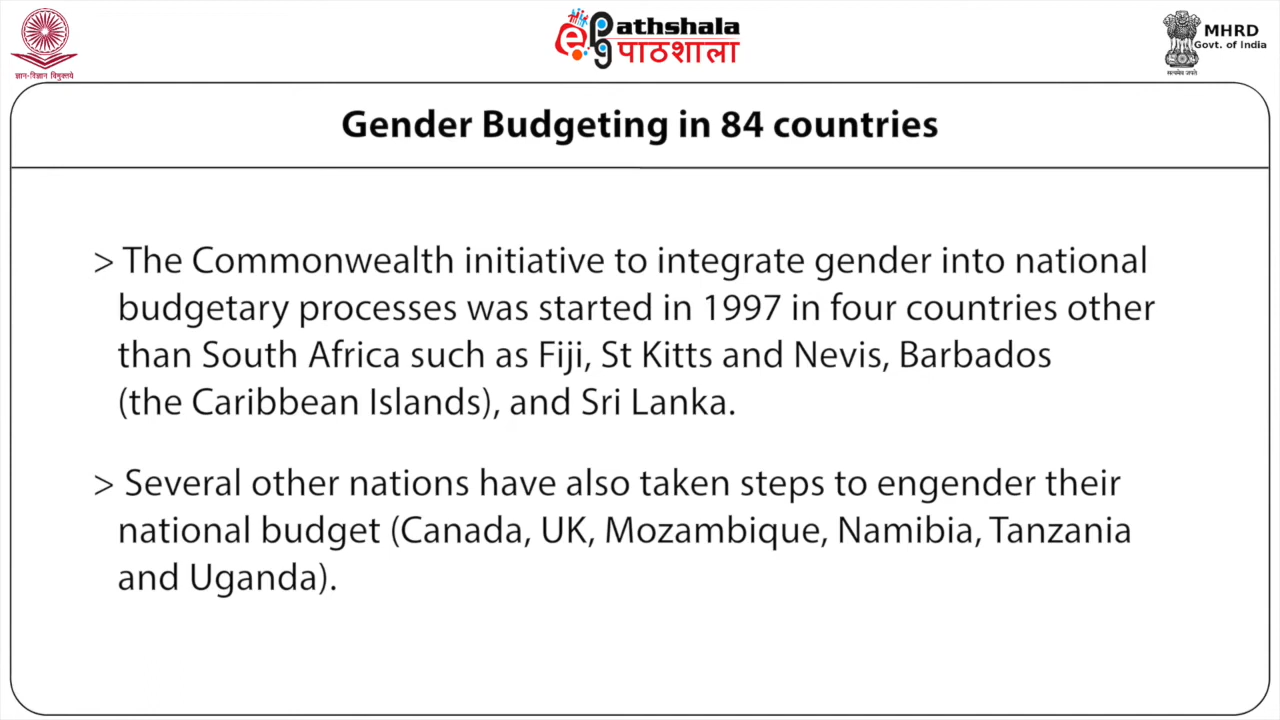 ज्ञान-विज्ञान विमुक्तये
ePathshala
पाठशाला
MHRD
Govt. of India
सत्यमेव जयते
Gender Budgeting in 84 countries
> The Commonwealth initiative to integrate gender into national
budgetary processes was started in 1997 in four countries other
than South Africa such as Fiji, St Kitts and Nevis, Barbados
(the Caribbean Islands), and Sri Lanka.
> Several other nations have also taken steps to engender their
national budget (Canada, UK, Mozambique, Namibia, Tanzania
and Uganda).